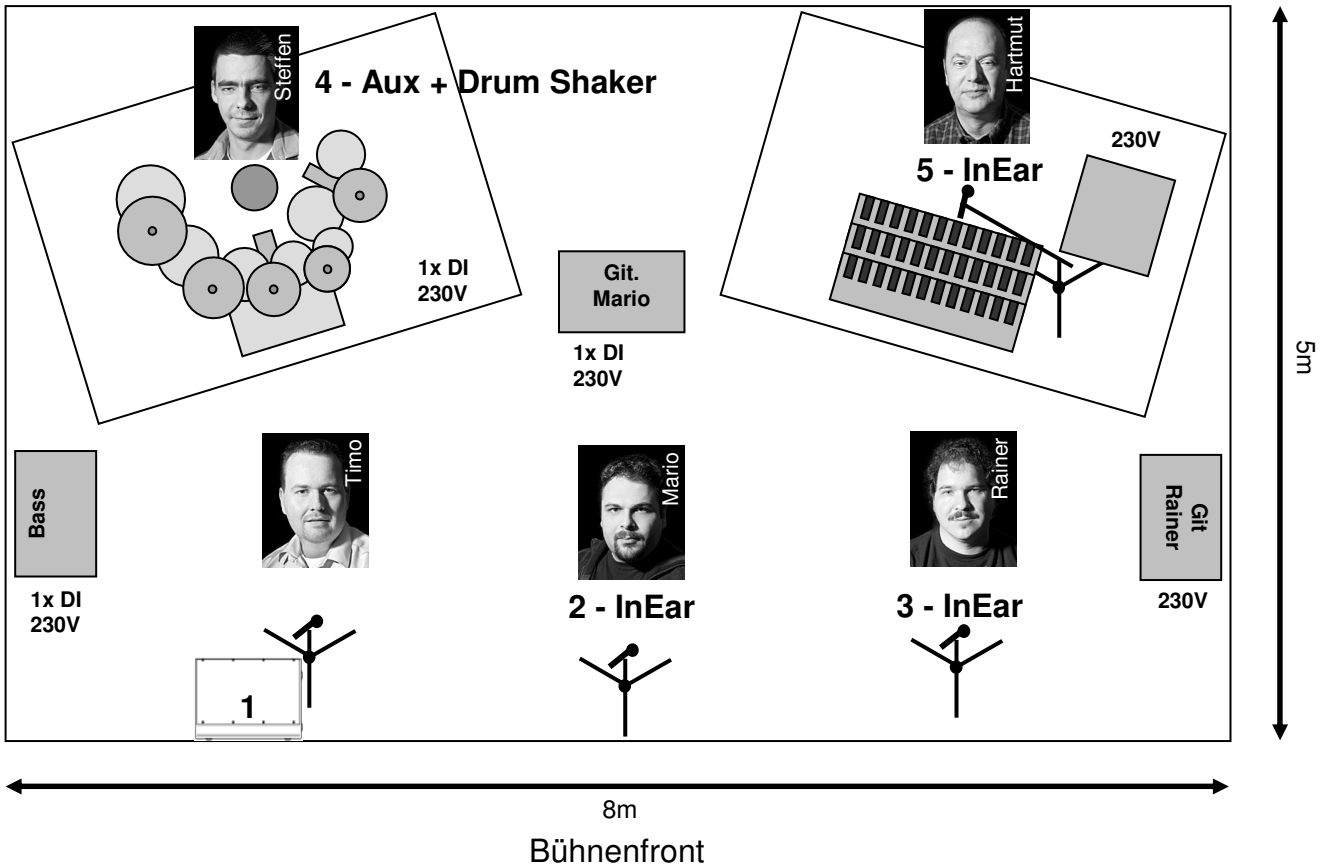 Steffen
4 - Aux + Drum Shaker
Hartmut
5 - InEar
230V
1x DI
230V
Git.
Mario
1x DI
230V
Timo
Mario
Rainer
Bass
1x DI
230V
2 - InEar
3 - InEar
Git
Rainer
230V
1
5m
8m
Bühnenfront